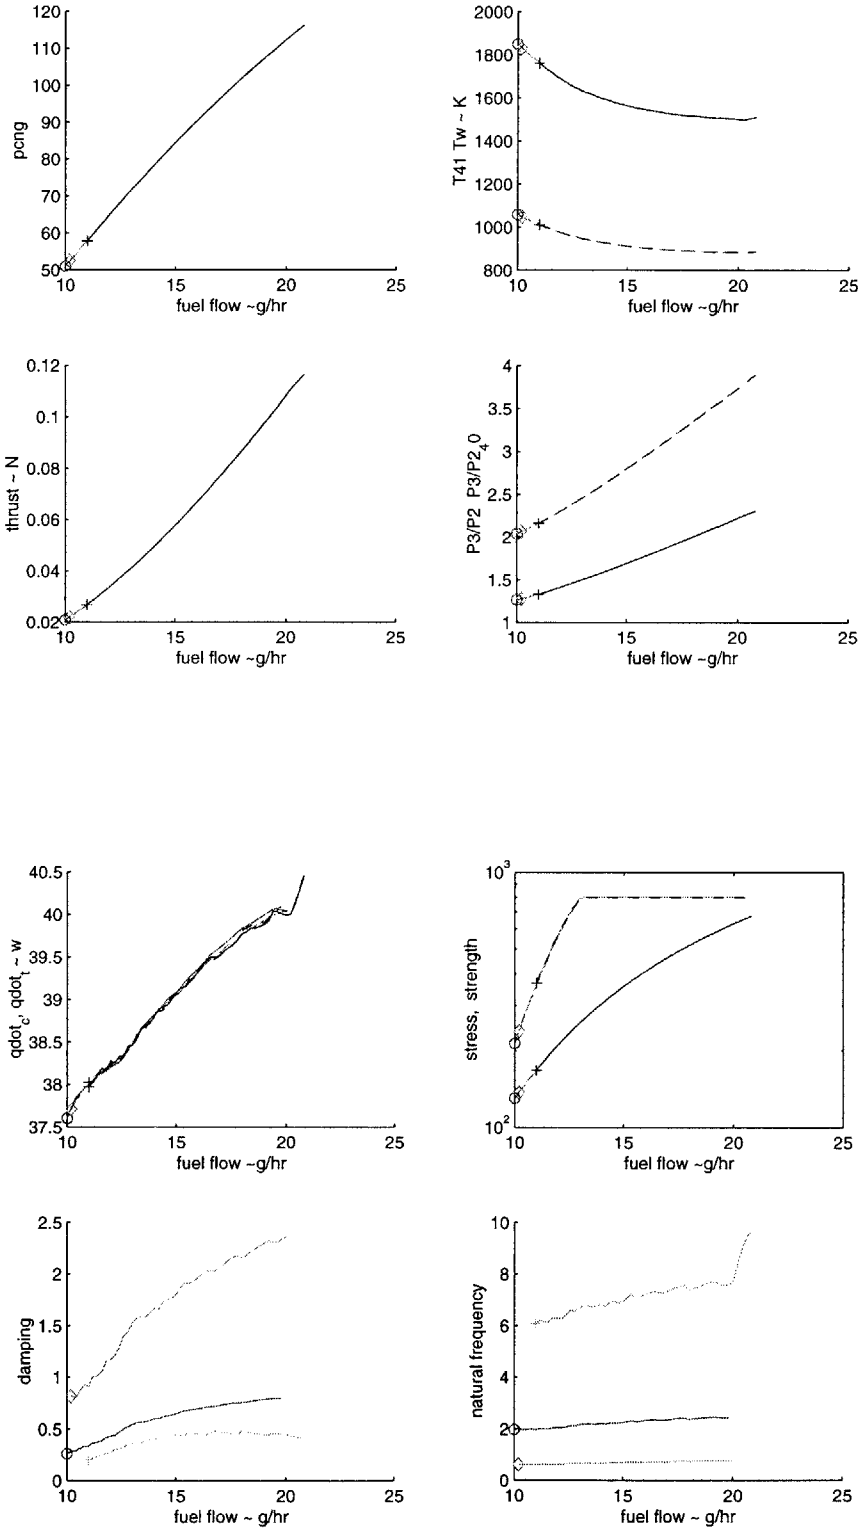 120
110
100
90
80
70
60
50
pcng
10 15 20 25
fuel flow ~g/hr
2000
1800
1600
1400
1200
1000
800
T41 Tw ~ K
10 15 20 25
fuel flow ~g/hr
0.12
0.1
0.08
0.06
0.04
0.02
thrust ~ N
10 15 20 25
fuel flow ~g/hr
4
3.5
3
2.5
2
1.5
1
P3/P2 P3/P2₄0
10 15 20 25
fuel flow ~g/hr
40.5
40
39.5
39
38.5
38
37.5
qdot_c, qdot_t ~ w
10 15 20 25
fuel flow ~g/hr
10³
10²
stress, strength
10 15 20 25
fuel flow ~g/hr
2.5
2
1.5
1
0.5
0
damping
10 15 20 25
fuel flow ~ g/hr
10
8
6
4
2
0
natural frequency
10 15 20 25
fuel flow ~ g/hr